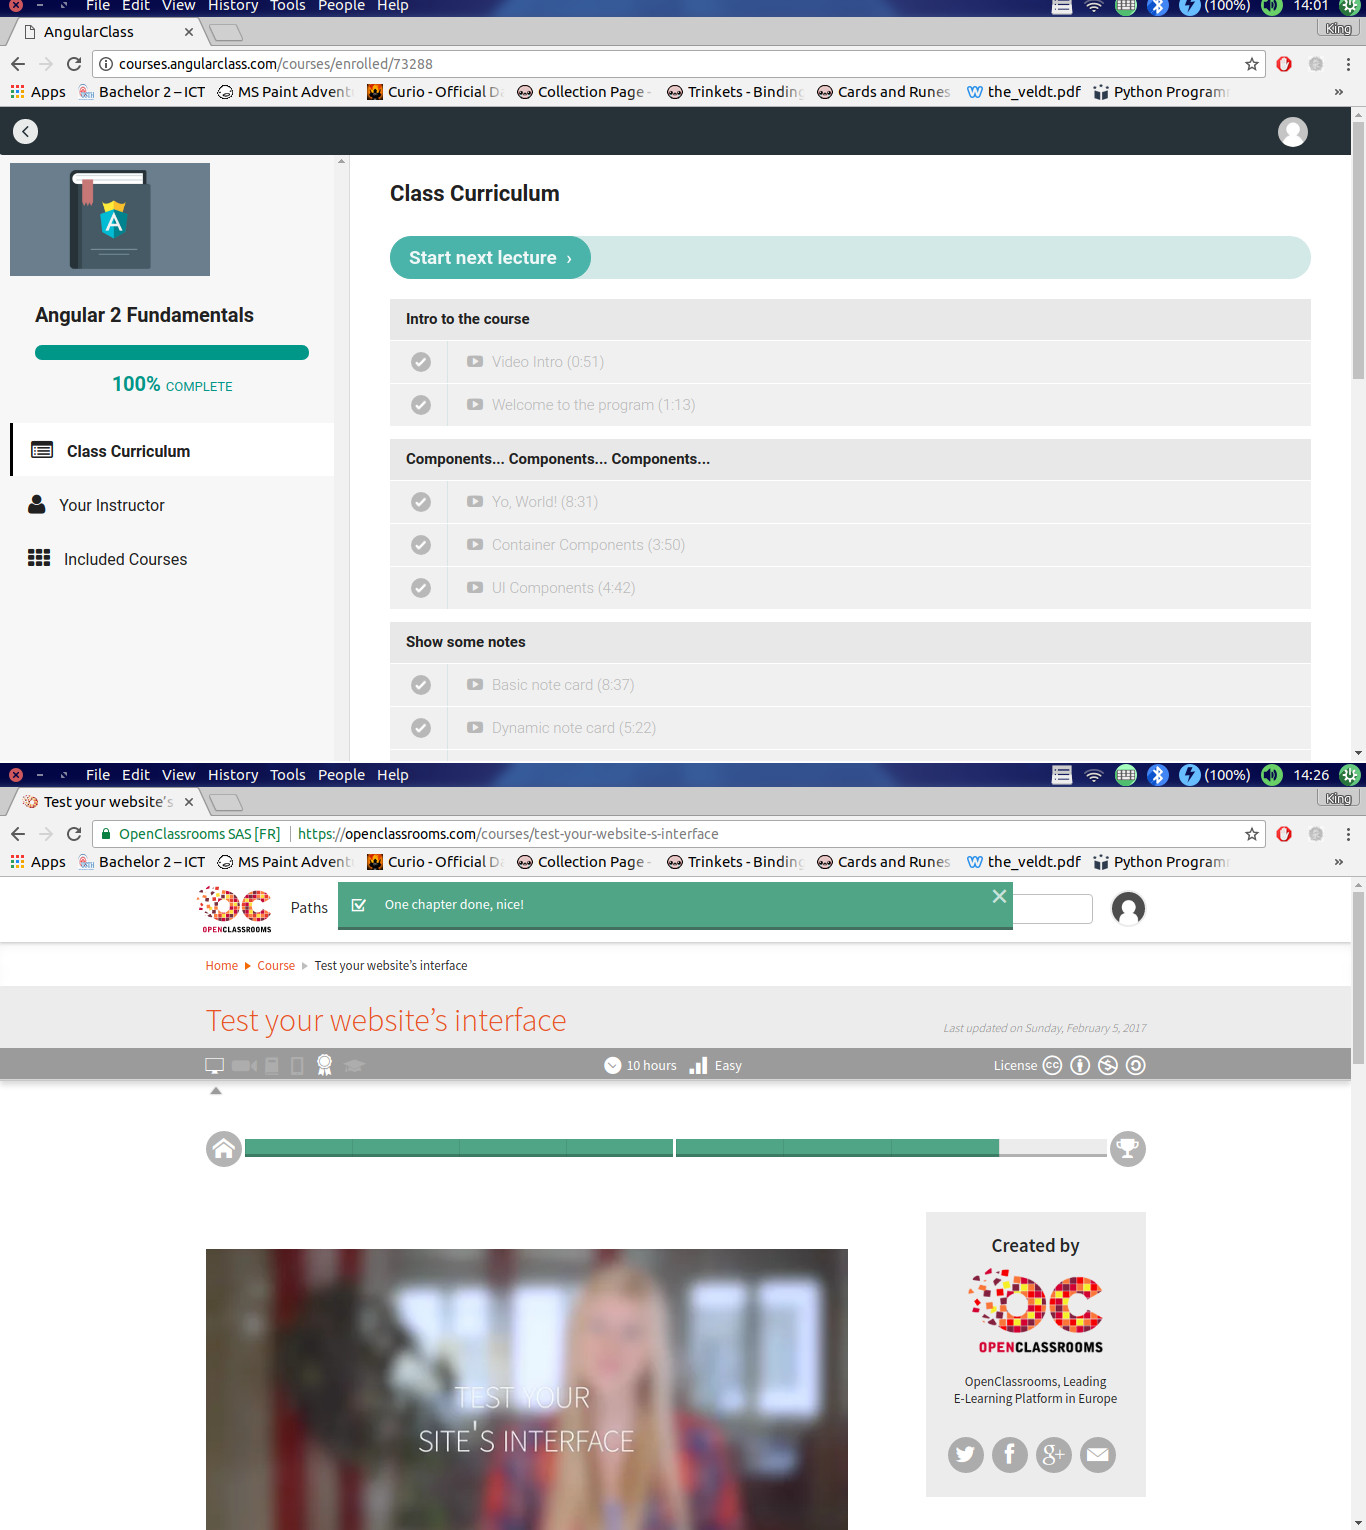 File Edit View History Tools People Help (100%) 14:01
AngularClass King
courses.angularclass.com/courses/enrolled/73288
Apps Bachelor 2 – ICT MS Paint Advent Curio - Official D Collection Page - Trinkets - Binding Cards and Runes the_veldt.pdf Python Program »
Class Curriculum
Start next lecture ›
Angular 2 Fundamentals
100% COMPLETE
Class Curriculum
Your Instructor
Included Courses
Intro to the course
Video Intro (0:51)
Welcome to the program (1:13)
Components... Components... Components...
Yo, World! (8:31)
Container Components (3:50)
UI Components (4:42)
Show some notes
Basic note card (8:37)
Dynamic note card (5:22)
File Edit View History Tools People Help (100%) 14:26
Test your website's King
OpenClassrooms SAS [FR] https://openclassrooms.com/courses/test-your-website-s-interface
Apps Bachelor 2 – ICT MS Paint Advent Curio - Official D Collection Page - Trinkets - Binding Cards and Runes the_veldt.pdf Python Program »
OC
OPENCLASSROOMS
Paths
One chapter done, nice!
Home Course Test your website’s interface
Test your website’s interface
Last updated on Sunday, February 5, 2017
10 hours Easy License
Created by
OC
OPENCLASSROOMS
OpenClassrooms, Leading
E-Learning Platform in Europe
TEST YOUR
SITE'S INTERFACE